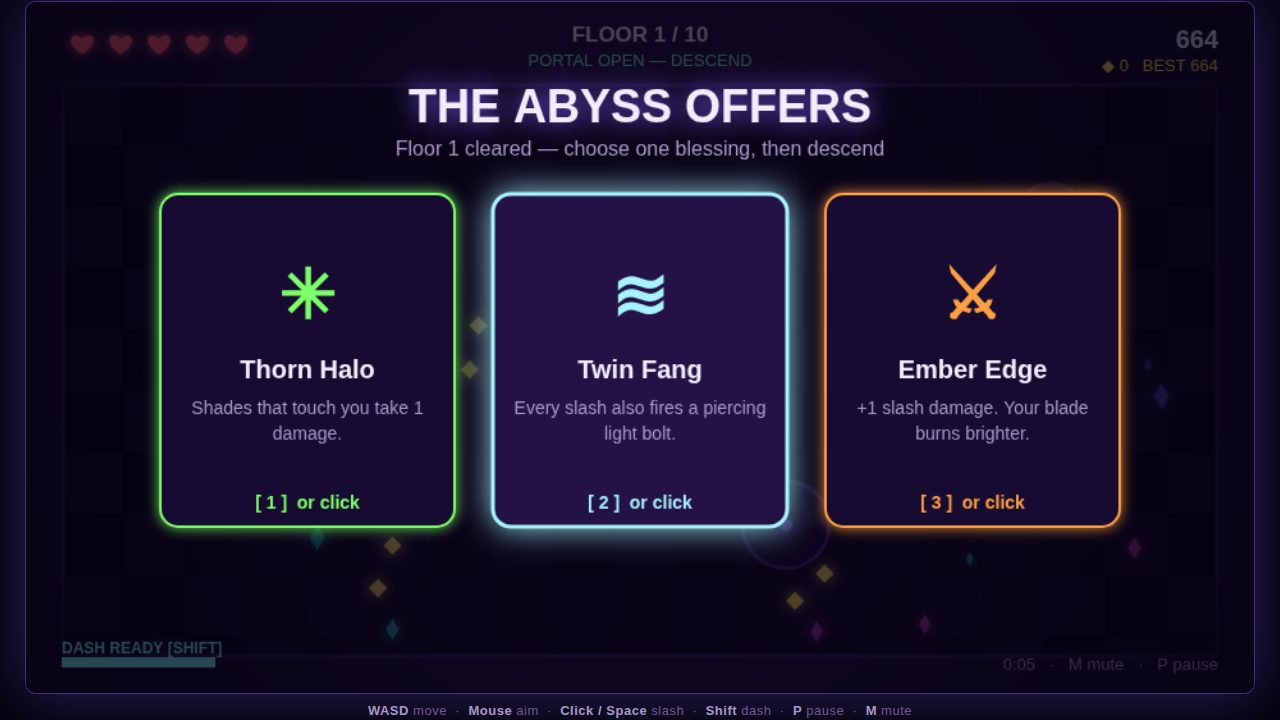 FLOOR 1 / 10
664
PORTAL OPEN — DESCEND
◆ 0 BEST 664
THE ABYSS OFFERS
Floor 1 cleared — choose one blessing, then descend
Thorn Halo
Shades that touch you take 1
damage.
[ 1 ] or click
Twin Fang
Every slash also fires a piercing
light bolt.
[ 2 ] or click
Ember Edge
+1 slash damage. Your blade
burns brighter.
[ 3 ] or click
DASH READY [SHIFT]
0:05 · M mute · P pause
WASD move · Mouse aim · Click / Space slash · Shift dash · P pause · M mute